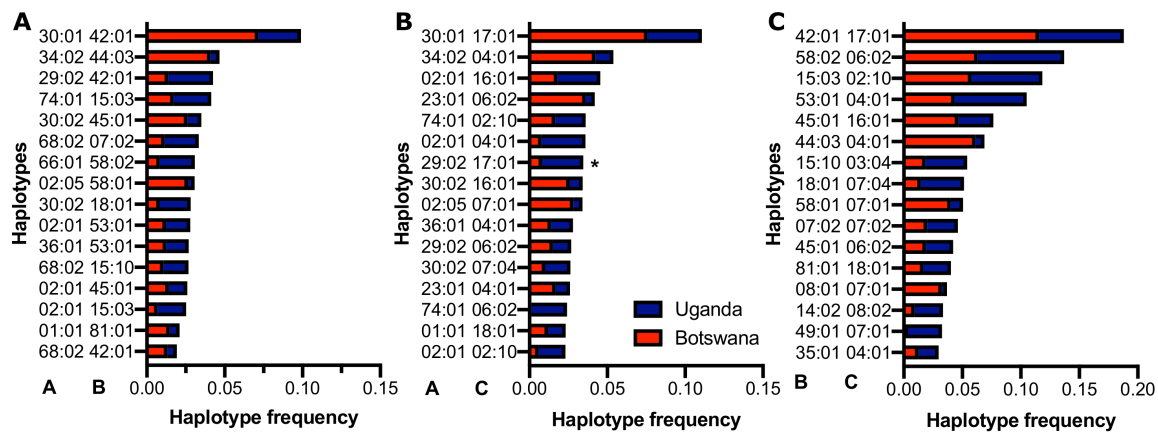 A
Haplotypes
30:01 42:01
34:02 44:03
29:02 42:01
74:01 15:03
30:02 45:01
68:02 07:02
66:01 58:02
02:05 58:01
30:02 18:01
02:01 53:01
36:01 53:01
68:02 15:10
02:01 45:01
02:01 15:03
01:01 81:01
68:02 42:01
A B
0.00 0.05 0.10 0.15
Haplotype frequency
B
Haplotypes
30:01 17:01
34:02 04:01
02:01 16:01
23:01 06:02
74:01 02:10
02:01 04:01
29:02 17:01 *
30:02 16:01
02:05 07:01
36:01 04:01
29:02 06:02
30:02 07:04
23:01 04:01
74:01 06:02
01:01 18:01
02:01 02:10
Uganda
Botswana
A C
0.00 0.05 0.10 0.15
Haplotype frequency
C
Haplotypes
42:01 17:01
58:02 06:02
15:03 02:10
53:01 04:01
45:01 16:01
44:03 04:01
15:10 03:04
18:01 07:04
58:01 07:01
07:02 07:02
45:01 06:02
81:01 18:01
08:01 07:01
14:02 08:02
49:01 07:01
35:01 04:01
B C
0.00 0.05 0.10 0.15 0.20
Haplotype frequency